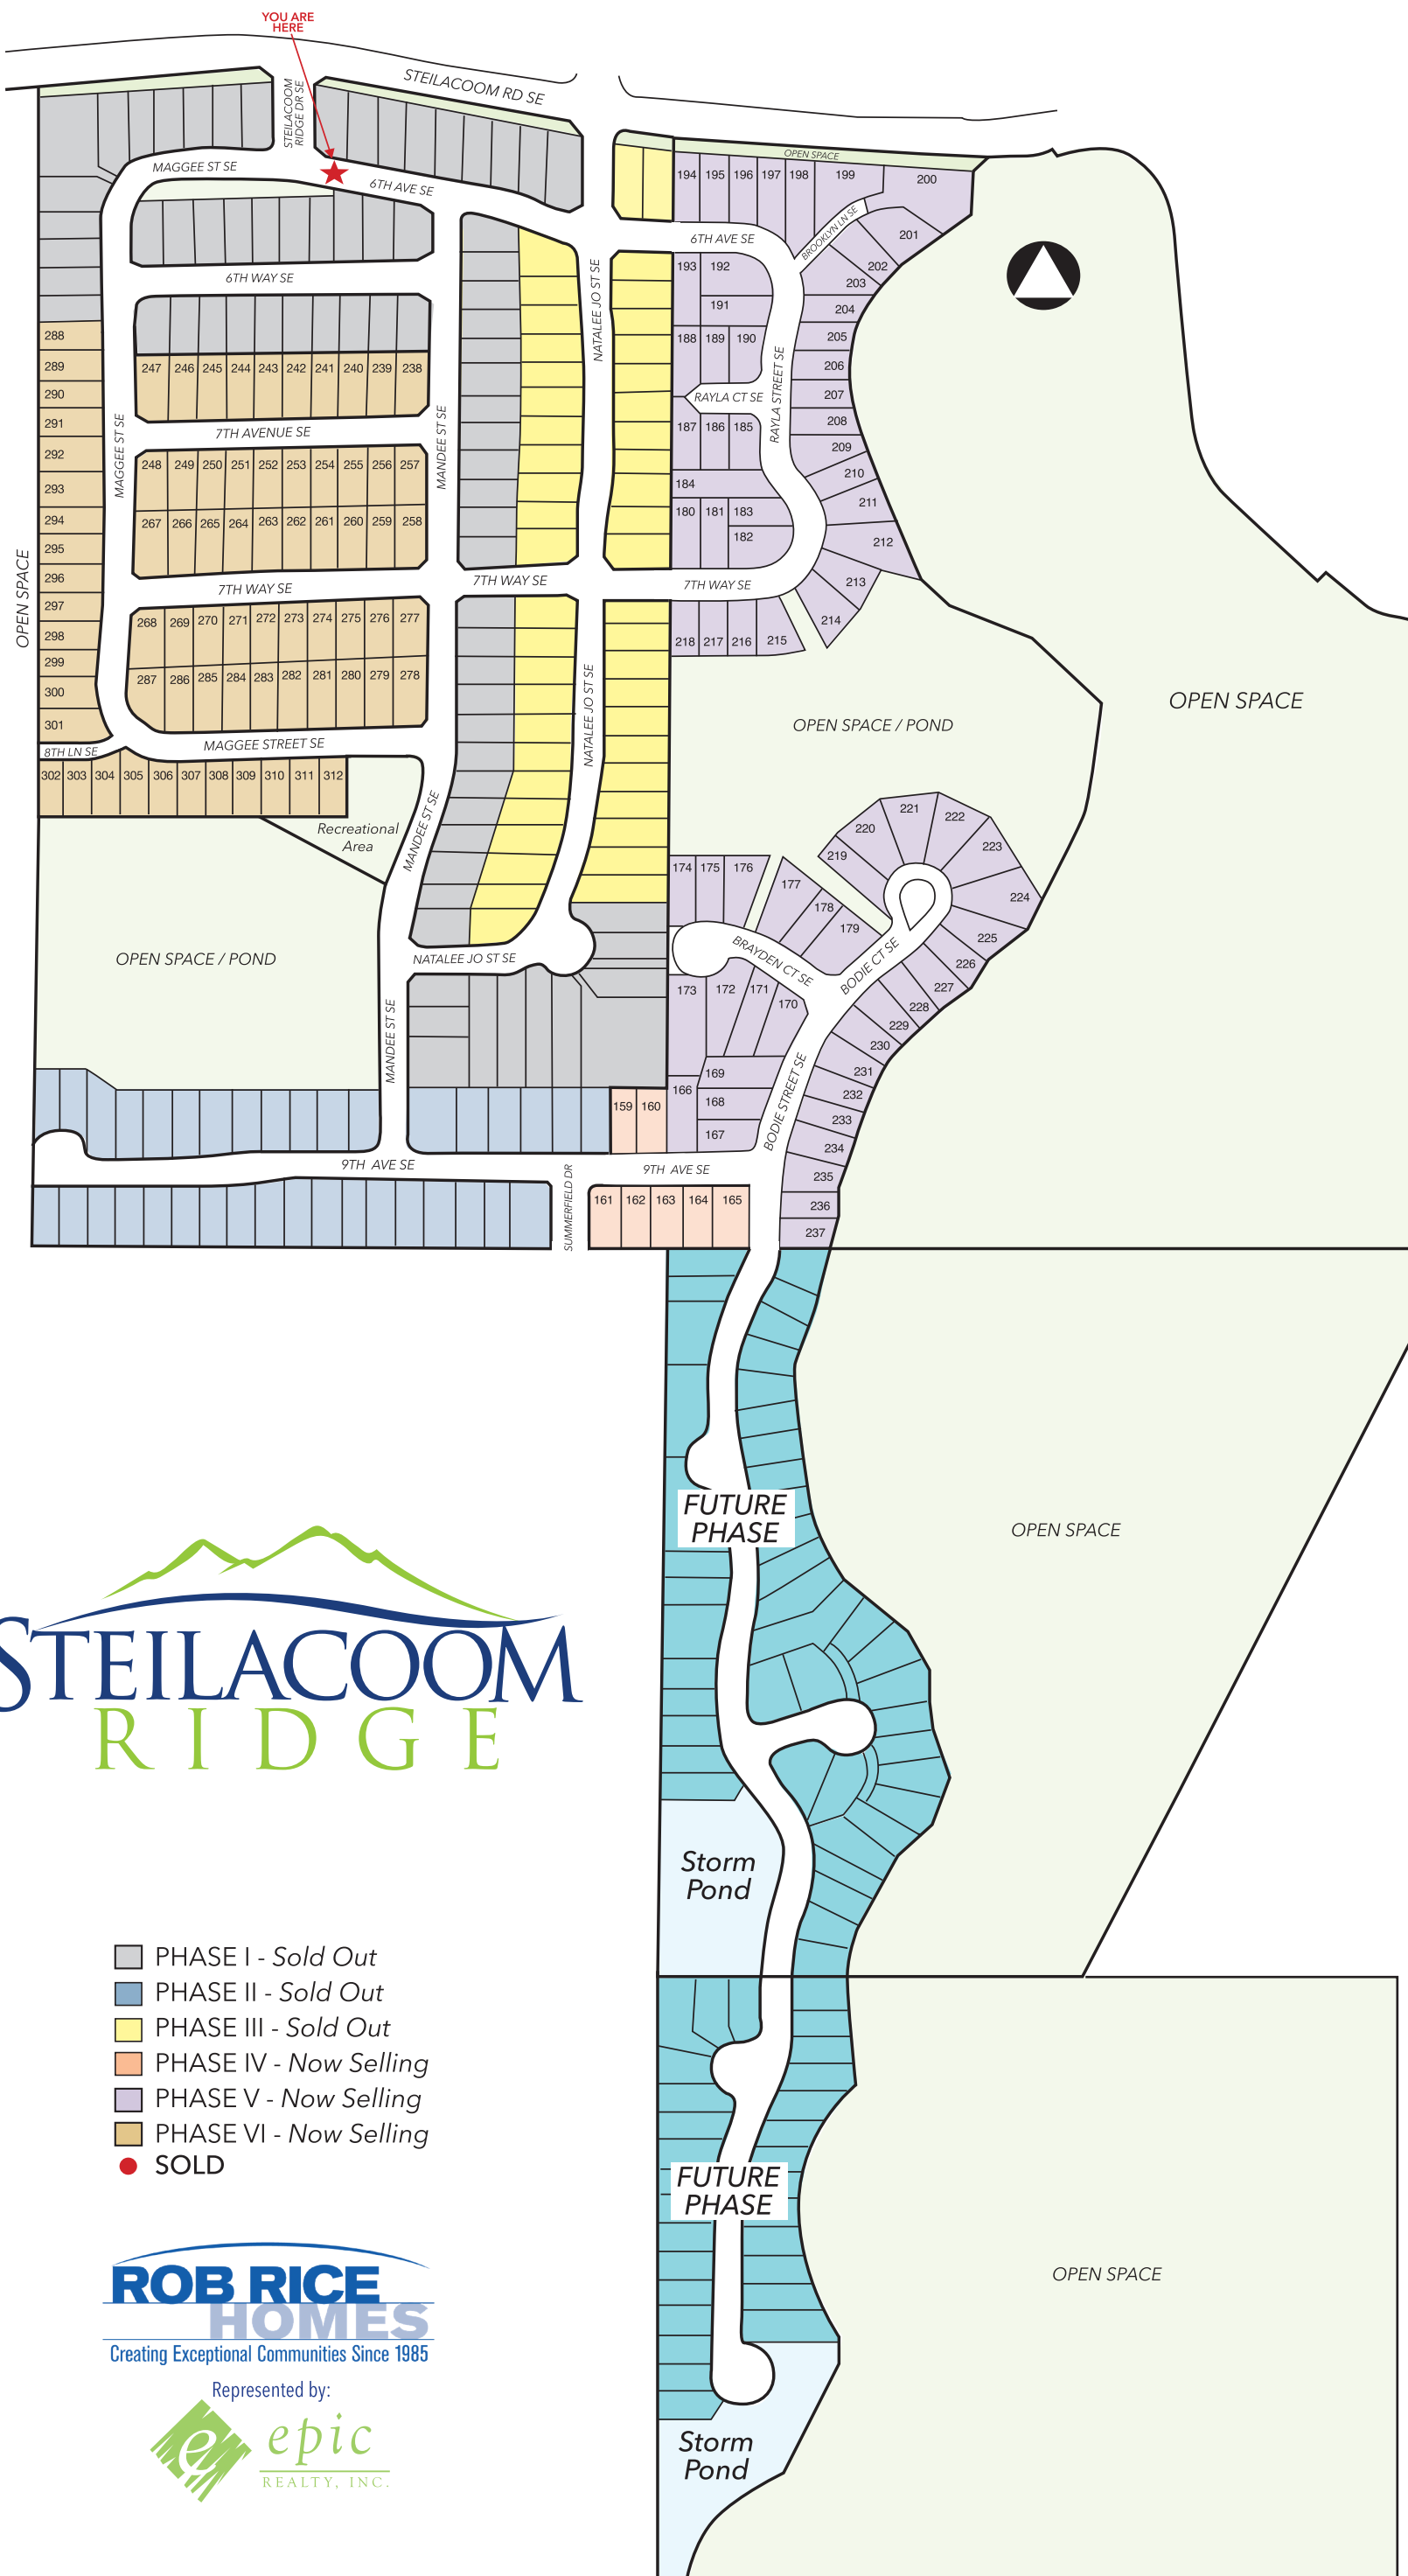 YOU ARE
HERE
STEILACOOM RD SE
STEILACOOM
RIDGE DR SE
MAGGEE ST SE
6TH AVE SE
OPEN SPACE
194 195 196 197 198 199 200
BROOKLYN LN SE
6TH AVE SE
201
202
203
204
205
206
207
208
209
210
211
212
213
214
193 192
191
188 189 190
RAYLA CT SE
RAYLA STREET SE
187 186 185
184
180 181 183
182
7TH WAY SE
218 217 216 215
6TH WAY SE
NATALEE JO ST SE
288
289
290
291
292
293
294
295
296
297
298
299
300
301
247 246 245 244 243 242 241 240 239 238
MAGGEE ST SE
7TH AVENUE SE
MANDEE ST SE
248 249 250 251 252 253 254 255 256 257
267 266 265 264 263 262 261 260 259 258
OPEN SPACE
7TH WAY SE
7TH WAY SE
268 269 270 271 272 273 274 275 276 277
287 286 285 284 283 282 281 280 279 278
NATALEE JO ST SE
MAGGEE STREET SE
8TH LN SE
302 303 304 305 306 307 308 309 310 311 312
Recreational
Area
MANDEE ST SE
OPEN SPACE / POND
OPEN SPACE
OPEN SPACE / POND
NATALEE JO ST SE
MANDEE ST SE
174 175 176
177
178
179
219
220
221
222
223
224
225
226
227
228
229
230
231
232
233
234
235
236
237
BRAYDEN CT SE
BODIE CT SE
173 172 171 170
169
166 168
167
BODIE STREET SE
159 160
9TH AVE SE
9TH AVE SE
SUMMERFIELD DR
161 162 163 164 165
FUTURE
PHASE
OPEN SPACE
STEILACOOM
RIDGE
Storm
Pond
PHASE I - Sold Out
PHASE II - Sold Out
PHASE III - Sold Out
PHASE IV - Now Selling
PHASE V - Now Selling
PHASE VI - Now Selling
SOLD
FUTURE
PHASE
OPEN SPACE
ROB RICE
HOMES
Creating Exceptional Communities Since 1985
Represented by:
e
epic
REALTY, INC.
Storm
Pond